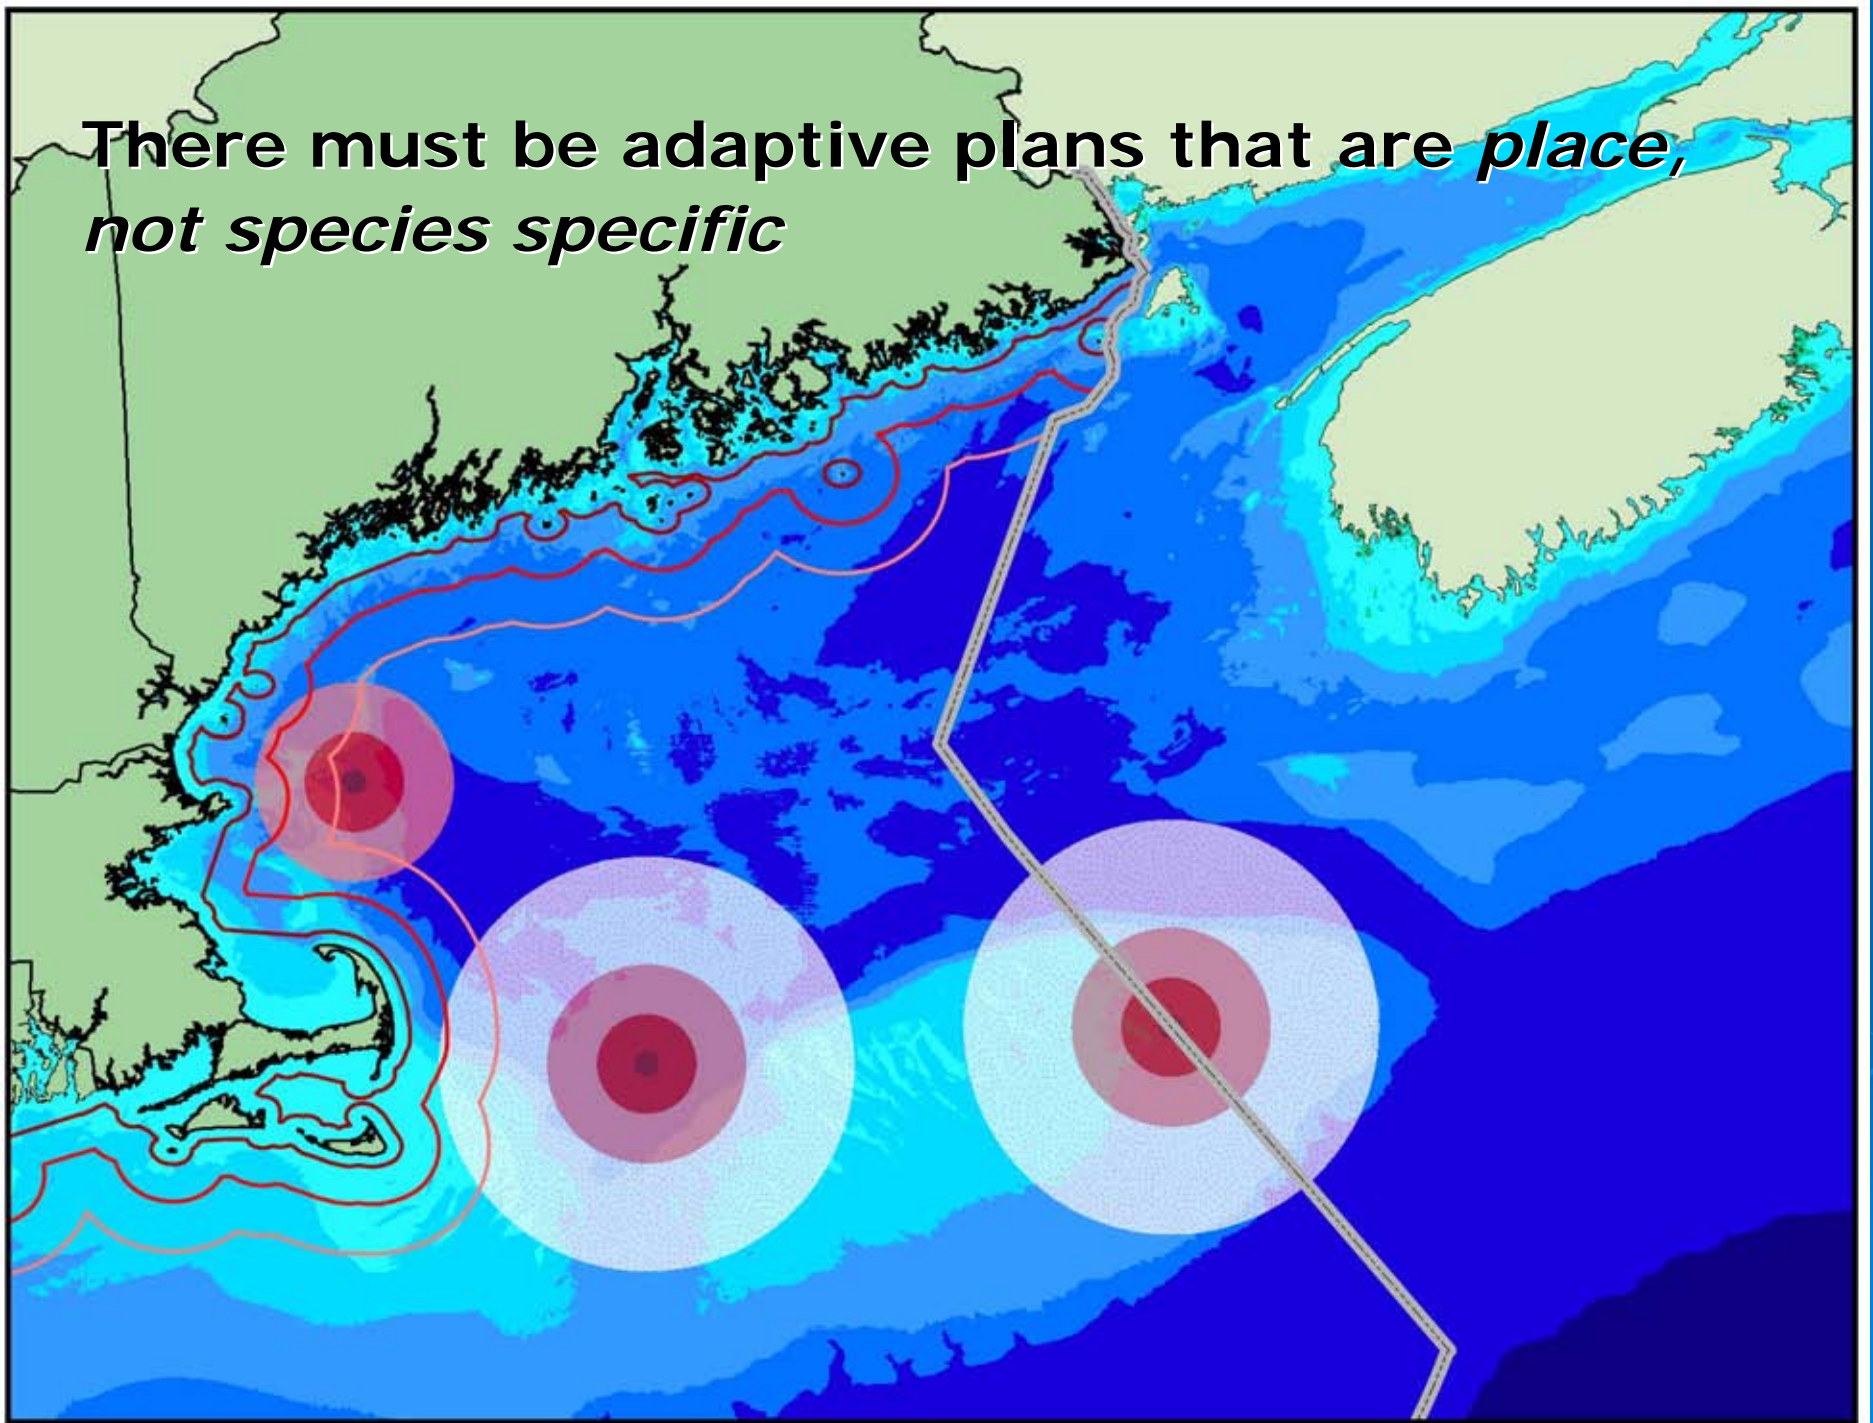 There must be adaptive plans that are place,
not species specific